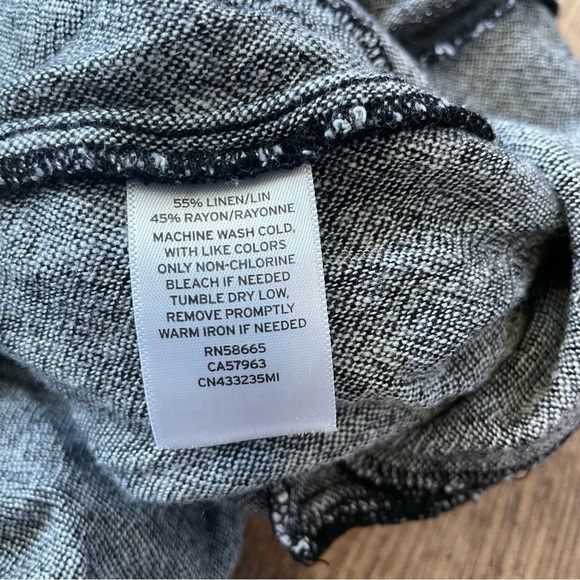 55% LINEN/LIN
45% RAYON/RAYONNE
MACHINE WASH COLD,
WITH LIKE COLORS
ONLY NON-CHLORINE
BLEACH IF NEEDED
TUMBLE DRY LOW,
REMOVE PROMPTLY
WARM IRON IF NEEDED
RN58665
CA57963
CN433235MI